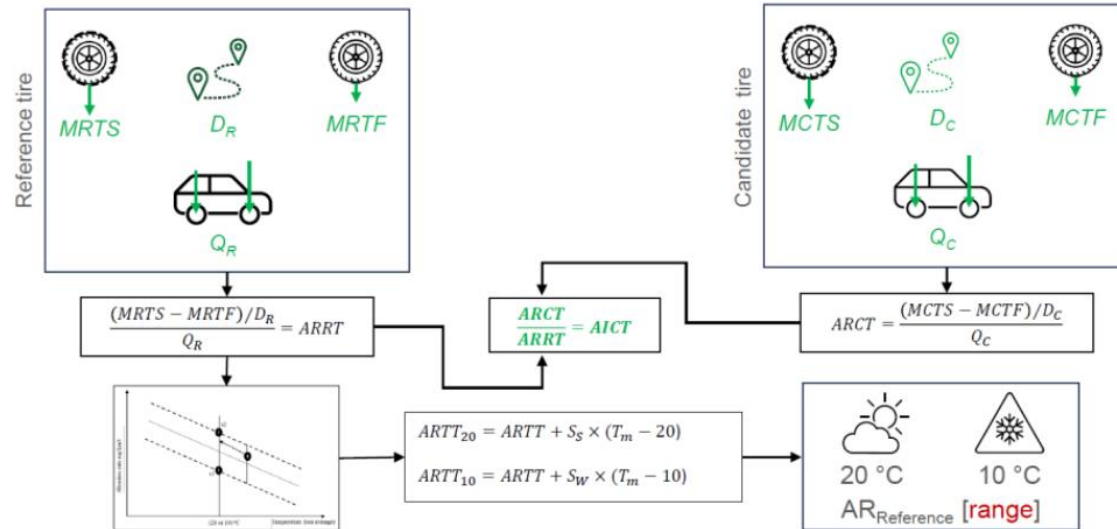 Reference tire
MRTS
D_R
MRTF
Q_R
Candidate tire
MCTS
D_C
MCTF
Q_C
(MRTS − MRTF)/D_R
Q_R
= ARRT
ARCT
ARRT
= AICT
ARCT =
(MCTS − MCTF)/D_C
Q_C
ARTT_20 = ARTT + S_S × (T_m − 20)
ARTT_10 = ARTT + S_W × (T_m − 10)
20 °C
10 °C
AR_Reference [range]